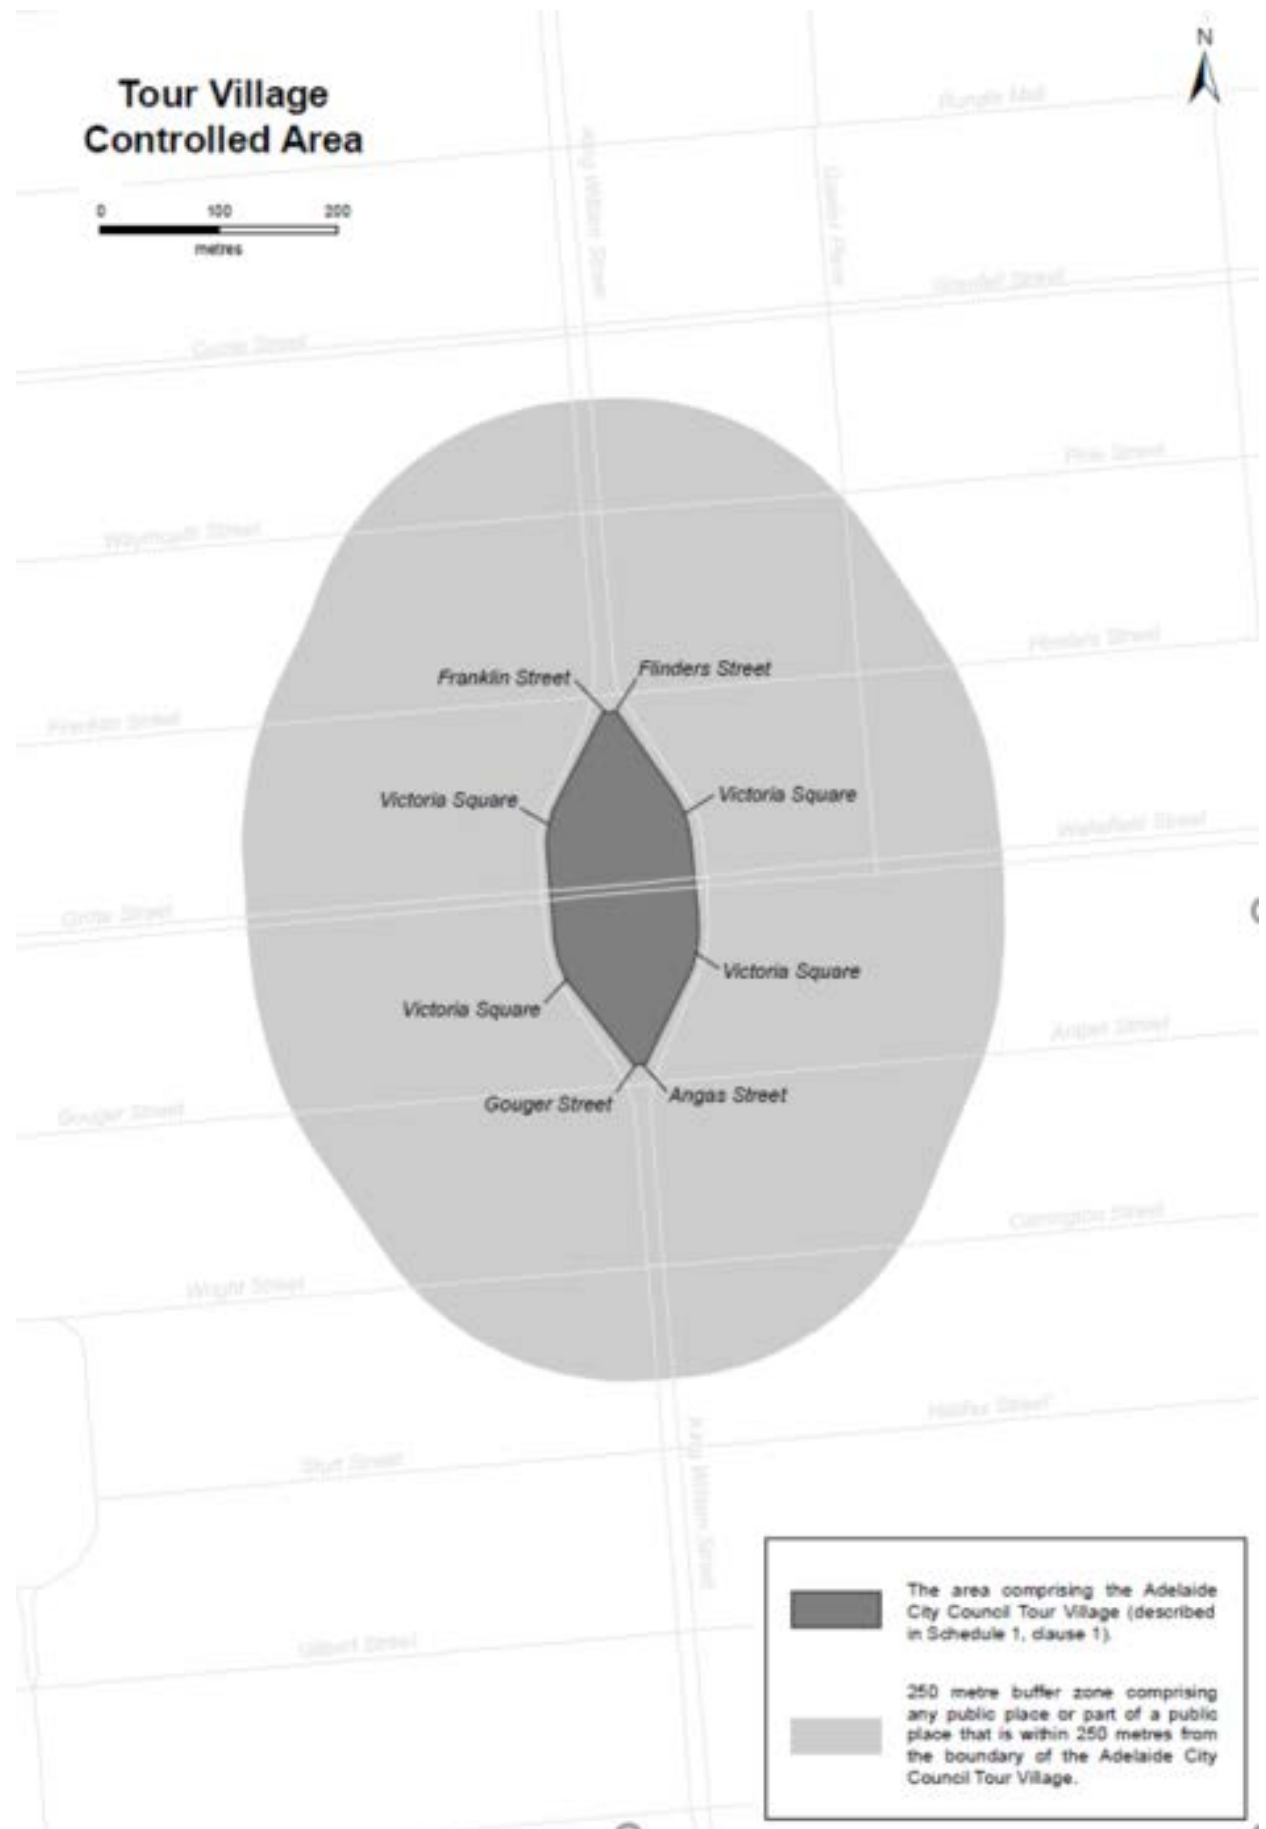 N
Tour Village
Controlled Area
0 100 200
metres
Rundle Mall
King William Street
Gawler Place
Grenfell Street
Currie Street
Pirie Street
Waymouth Street
Flinders Street
Franklin Street
Flinders Street
Franklin Street
Victoria Square
Victoria Square
Wakefield Street
Grote Street
Victoria Square
Victoria Square
Angas Street
Gouger Street
Angas Street
Gouger Street
Carrington Street
Wright Street
Halifax Street
King William Street
Sturt Street
Gilbert Street
The area comprising the Adelaide
City Council Tour Village (described
in Schedule 1, clause 1).
250 metre buffer zone comprising
any public place or part of a public
place that is within 250 metres from
the boundary of the Adelaide City
Council Tour Village.